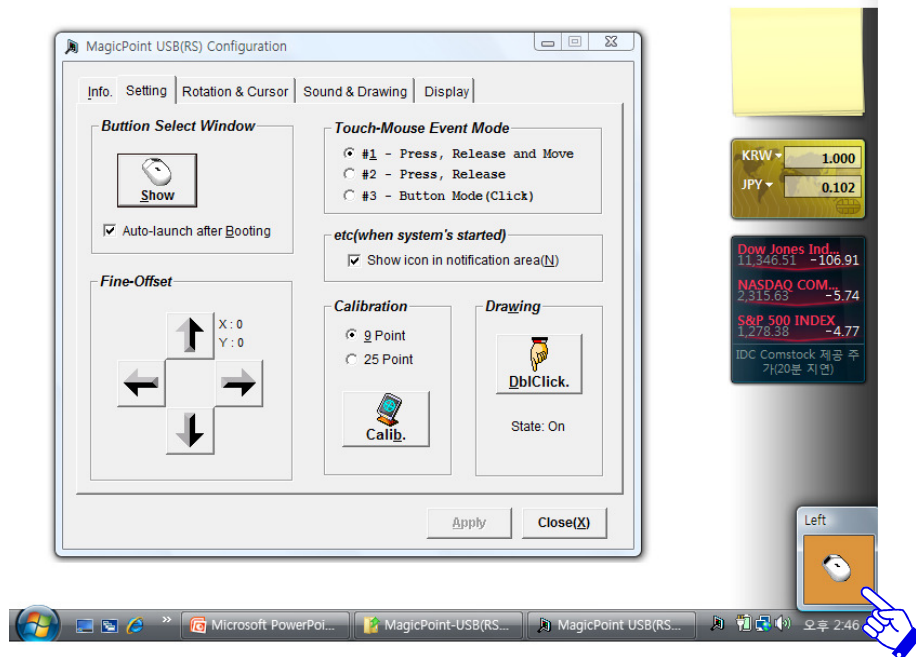 MagicPoint USB(RS) Configuration
Info. Setting Rotation & Cursor Sound & Drawing Display
Buttion Select Window
Show
Auto-launch after Booting
Fine-Offset
X : 0
Y : 0
Touch-Mouse Event Mode
#1 - Press, Release and Move
#2 - Press, Release
#3 - Button Mode(Click)
etc(when system's started)
Show icon in notification area(N)
Calibration
9 Point
25 Point
Calib.
Drawing
DblClick.
State: On
Apply Close(X)
KRW 1.000
JPY 0.102
Dow Jones Ind...
11,346.51 -106.91
NASDAQ COM...
2,315.63 -5.74
S&P 500 INDEX
1,278.38 -4.77
IDC Comstock 제공 주
가(20분 지연)
Left
Microsoft PowerPoi... MagicPoint-USB(RS... MagicPoint USB(RS... 오후 2:46